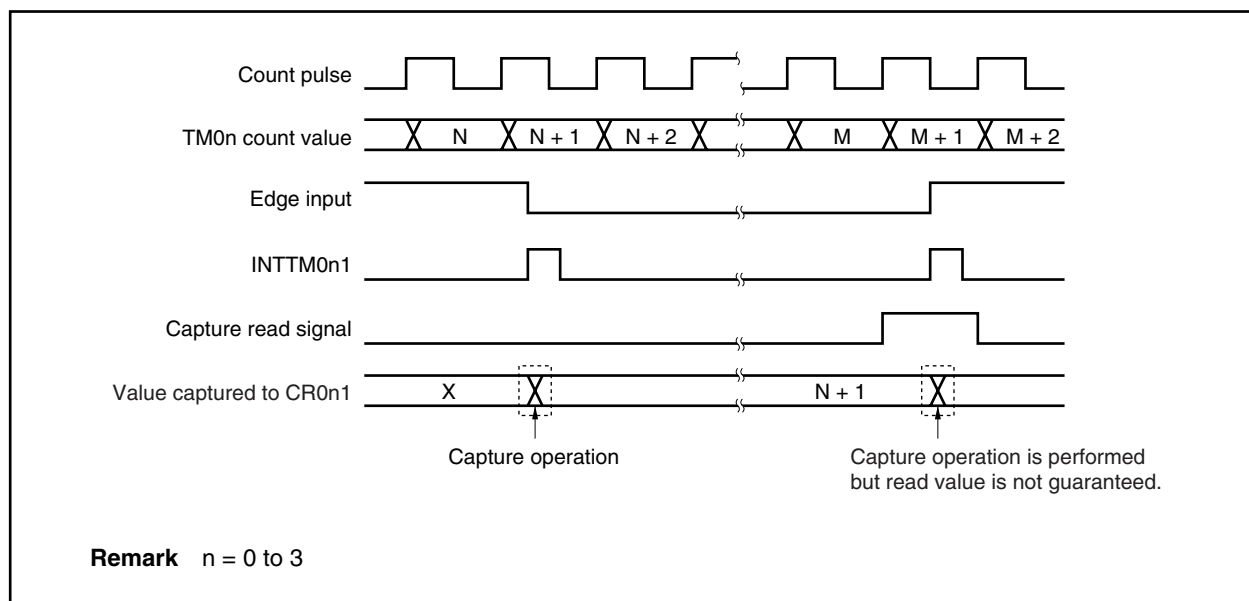 Count pulse
TM0n count value
N
N + 1
N + 2
M
M + 1
M + 2
Edge input
INTTM0n1
Capture read signal
Value captured to CR0n1
X
N + 1
Capture operation
Capture operation is performed
but read value is not guaranteed.
Remark n = 0 to 3